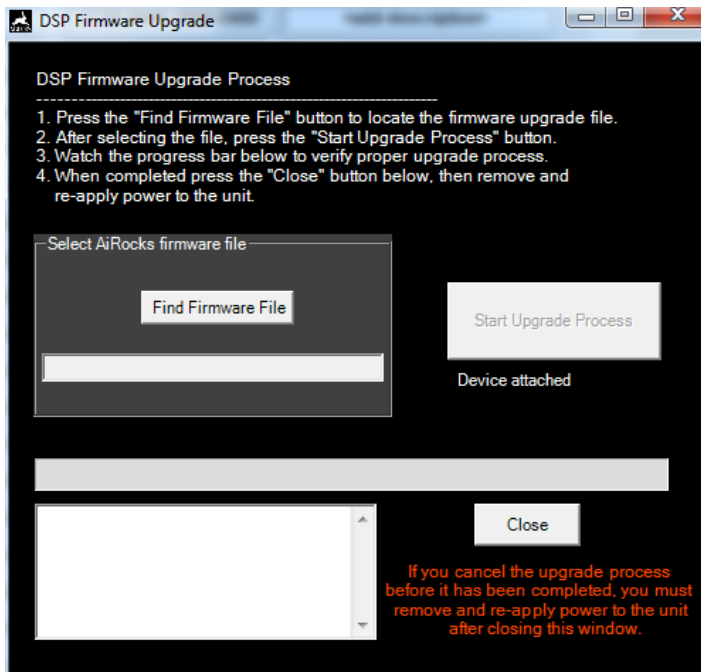 DSP Firmware Upgrade
DSP Firmware Upgrade Process
1. Press the "Find Firmware File" button to locate the firmware upgrade file.
2. After selecting the file, press the "Start Upgrade Process" button.
3. Watch the progress bar below to verify proper upgrade process.
4. When completed press the "Close" button below, then remove and
re-apply power to the unit.
Select AiRocks firmware file
Find Firmware File
Start Upgrade Process
Device attached
Close
If you cancel the upgrade process
before it has been completed, you must
remove and re-apply power to the unit
after closing this window.